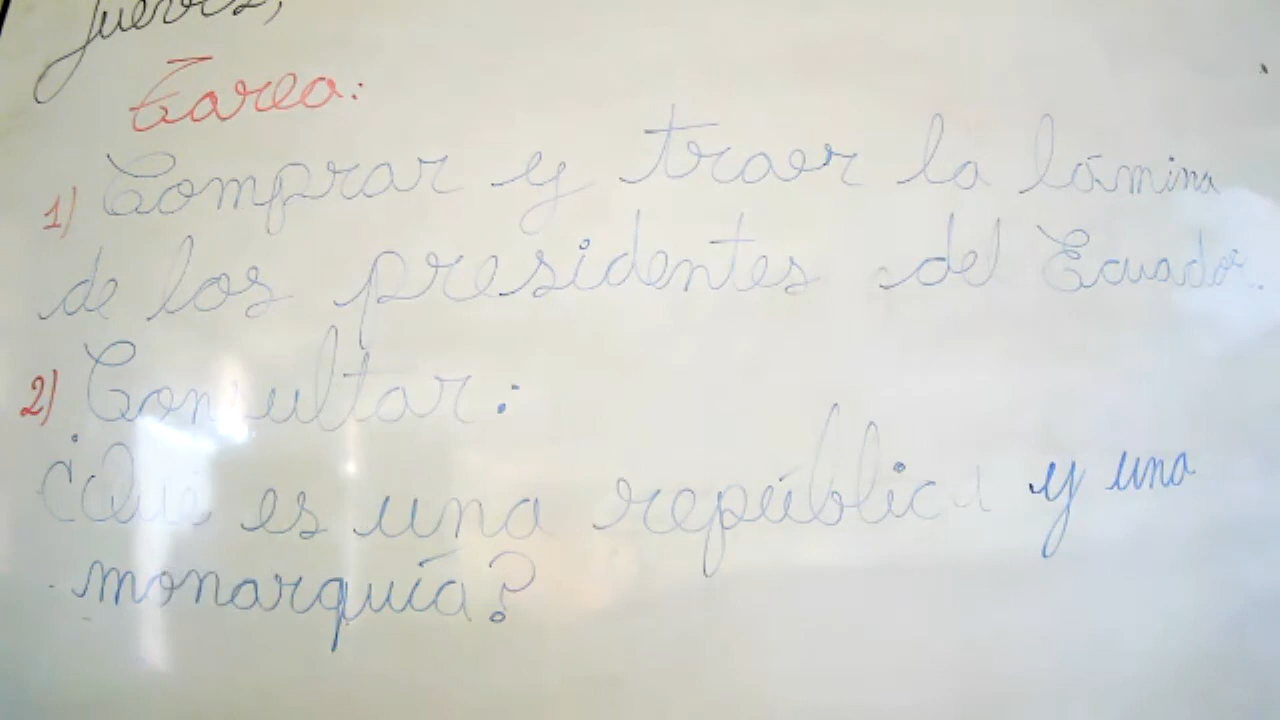 jueves,
Tarea:
1) Comprar y traer la lámina
de los presidentes del Ecuador.
2) Consultar:
¿Qué es una república y una
monarquía?